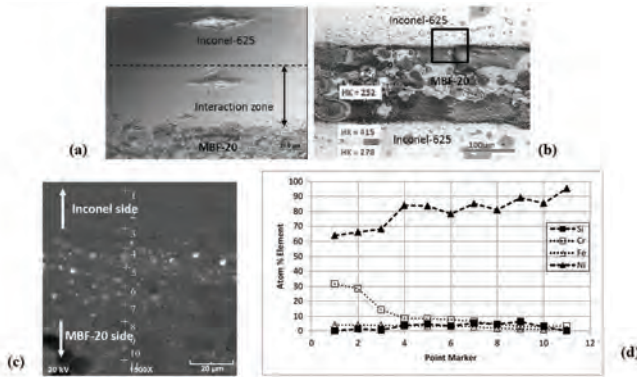 Inconel-625
Interaction zone
MBF-20
(a)
Inconel-625
MBF-20
HK = 252
HK = 615
HK = 270
Inconel-625
100µm
(b)
Inconel side
1
3
4
5
7
9
10
MBF-20 side
20 kV
20 µm
(c)
Atom % Element
100
90
80
70
60
50
40
30
20
10
0
0
2
4
6
8
10
12
Point Marker
Si
Cr
Fe
Ni
(d)